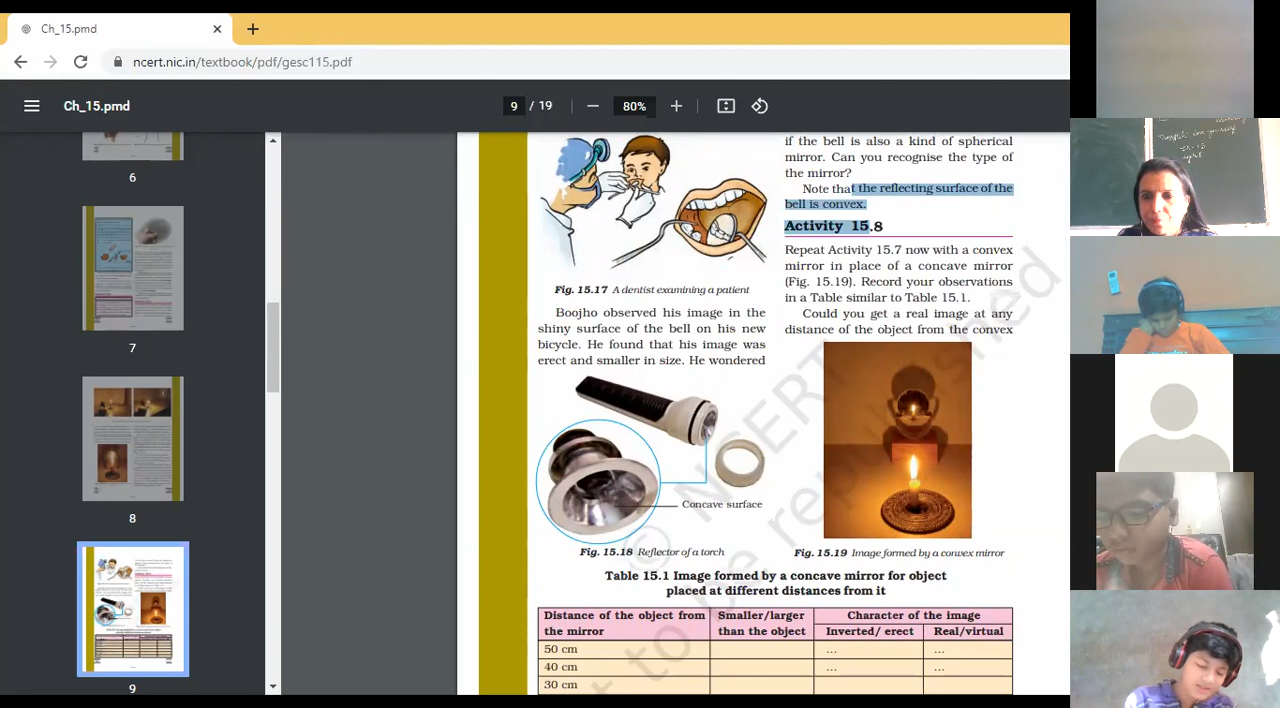 Ch_15.pmd
ncert.nic.in/textbook/pdf/gesc115.pdf
Ch_15.pmd
9 / 19
80%
6
7
8
9
Fig. 15.17 A dentist examining a patient
Boojho observed his image in the
shiny surface of the bell on his new
bicycle. He found that his image was
erect and smaller in size. He wondered
Concave surface
Fig. 15.18 Reflector of a torch
if the bell is also a kind of spherical
mirror. Can you recognise the type of
the mirror?
Note that the reflecting surface of the
bell is convex.
Activity 15.8
Repeat Activity 15.7 now with a convex
mirror in place of a concave mirror
(Fig. 15.19). Record your observations
in a Table similar to Table 15.1.
Could you get a real image at any
distance of the object from the convex
Fig. 15.19 Image formed by a convex mirror
Table 15.1 Image formed by a concave mirror for object
placed at different distances from it
Distance of the object from the mirror
Smaller/larger than the object
Character of the image
Inverted/ erect
Real/virtual
50 cm ... ...
40 cm ... ...
30 cm
© NCERT
not to be republished